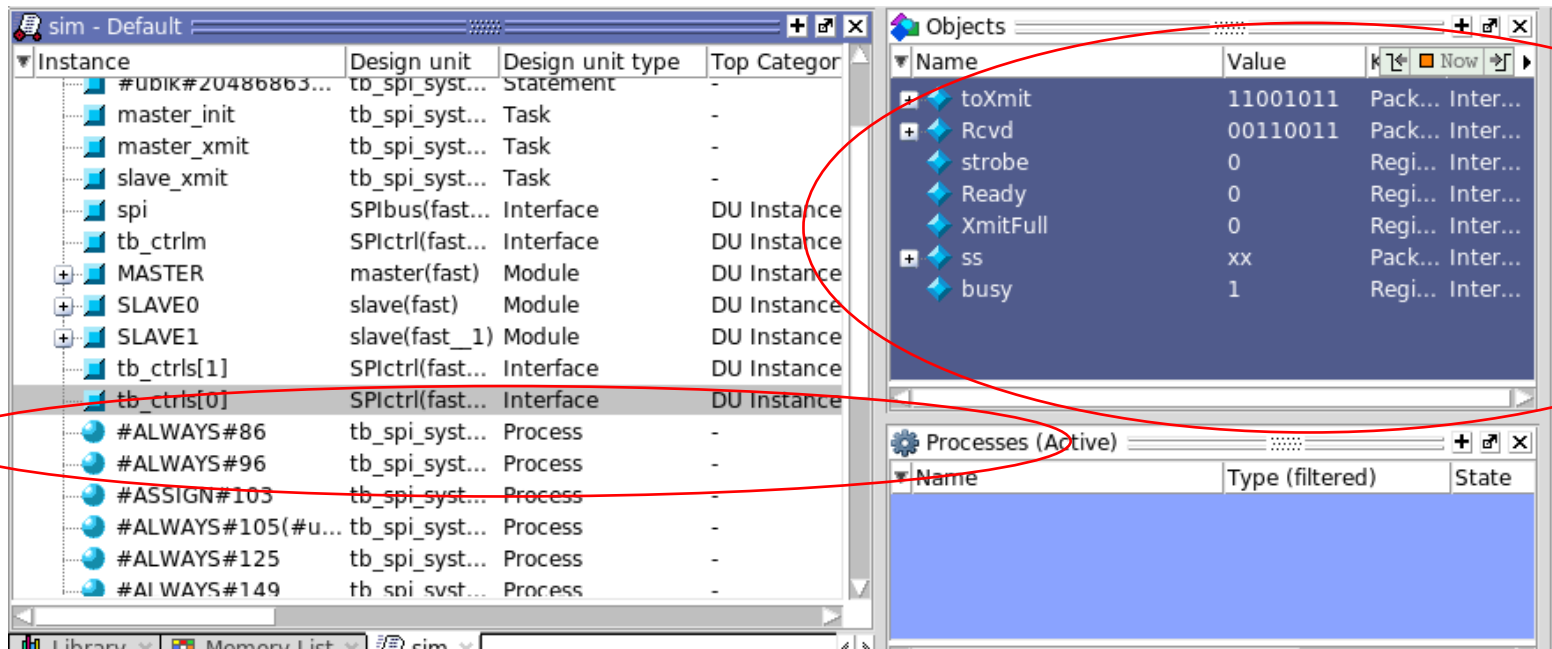 sim - Default
Instance Design unit Design unit type Top Categor
#ublk#20486863... tb_spi_syst... Statement -
master_init tb_spi_syst... Task -
master_xmit tb_spi_syst... Task -
slave_xmit tb_spi_syst... Task -
spi SPIbus(fast... Interface DU Instance
tb_ctrlm SPIctrl(fast... Interface DU Instance
MASTER master(fast) Module DU Instance
SLAVE0 slave(fast) Module DU Instance
SLAVE1 slave(fast__1) Module DU Instance
tb_ctrls[1] SPIctrl(fast... Interface DU Instance
tb_ctrls[0] SPIctrl(fast... Interface DU Instance
#ALWAYS#86 tb_spi_syst... Process -
#ALWAYS#96 tb_spi_syst... Process -
#ASSIGN#103 tb_spi_syst... Process -
#ALWAYS#105(#u... tb_spi_syst... Process -
#ALWAYS#125 tb_spi_syst... Process -
#ALWAYS#149 tb_spi_syst... Process -
Library Memory List sim
Objects
Name Value K Now
toXmit 11001011 Pack... Inter...
Rcvd 00110011 Pack... Inter...
strobe 0 Regi... Inter...
Ready 0 Regi... Inter...
XmitFull 0 Regi... Inter...
ss xx Pack... Inter...
busy 1 Regi... Inter...
Processes (Active)
Name Type (filtered) State